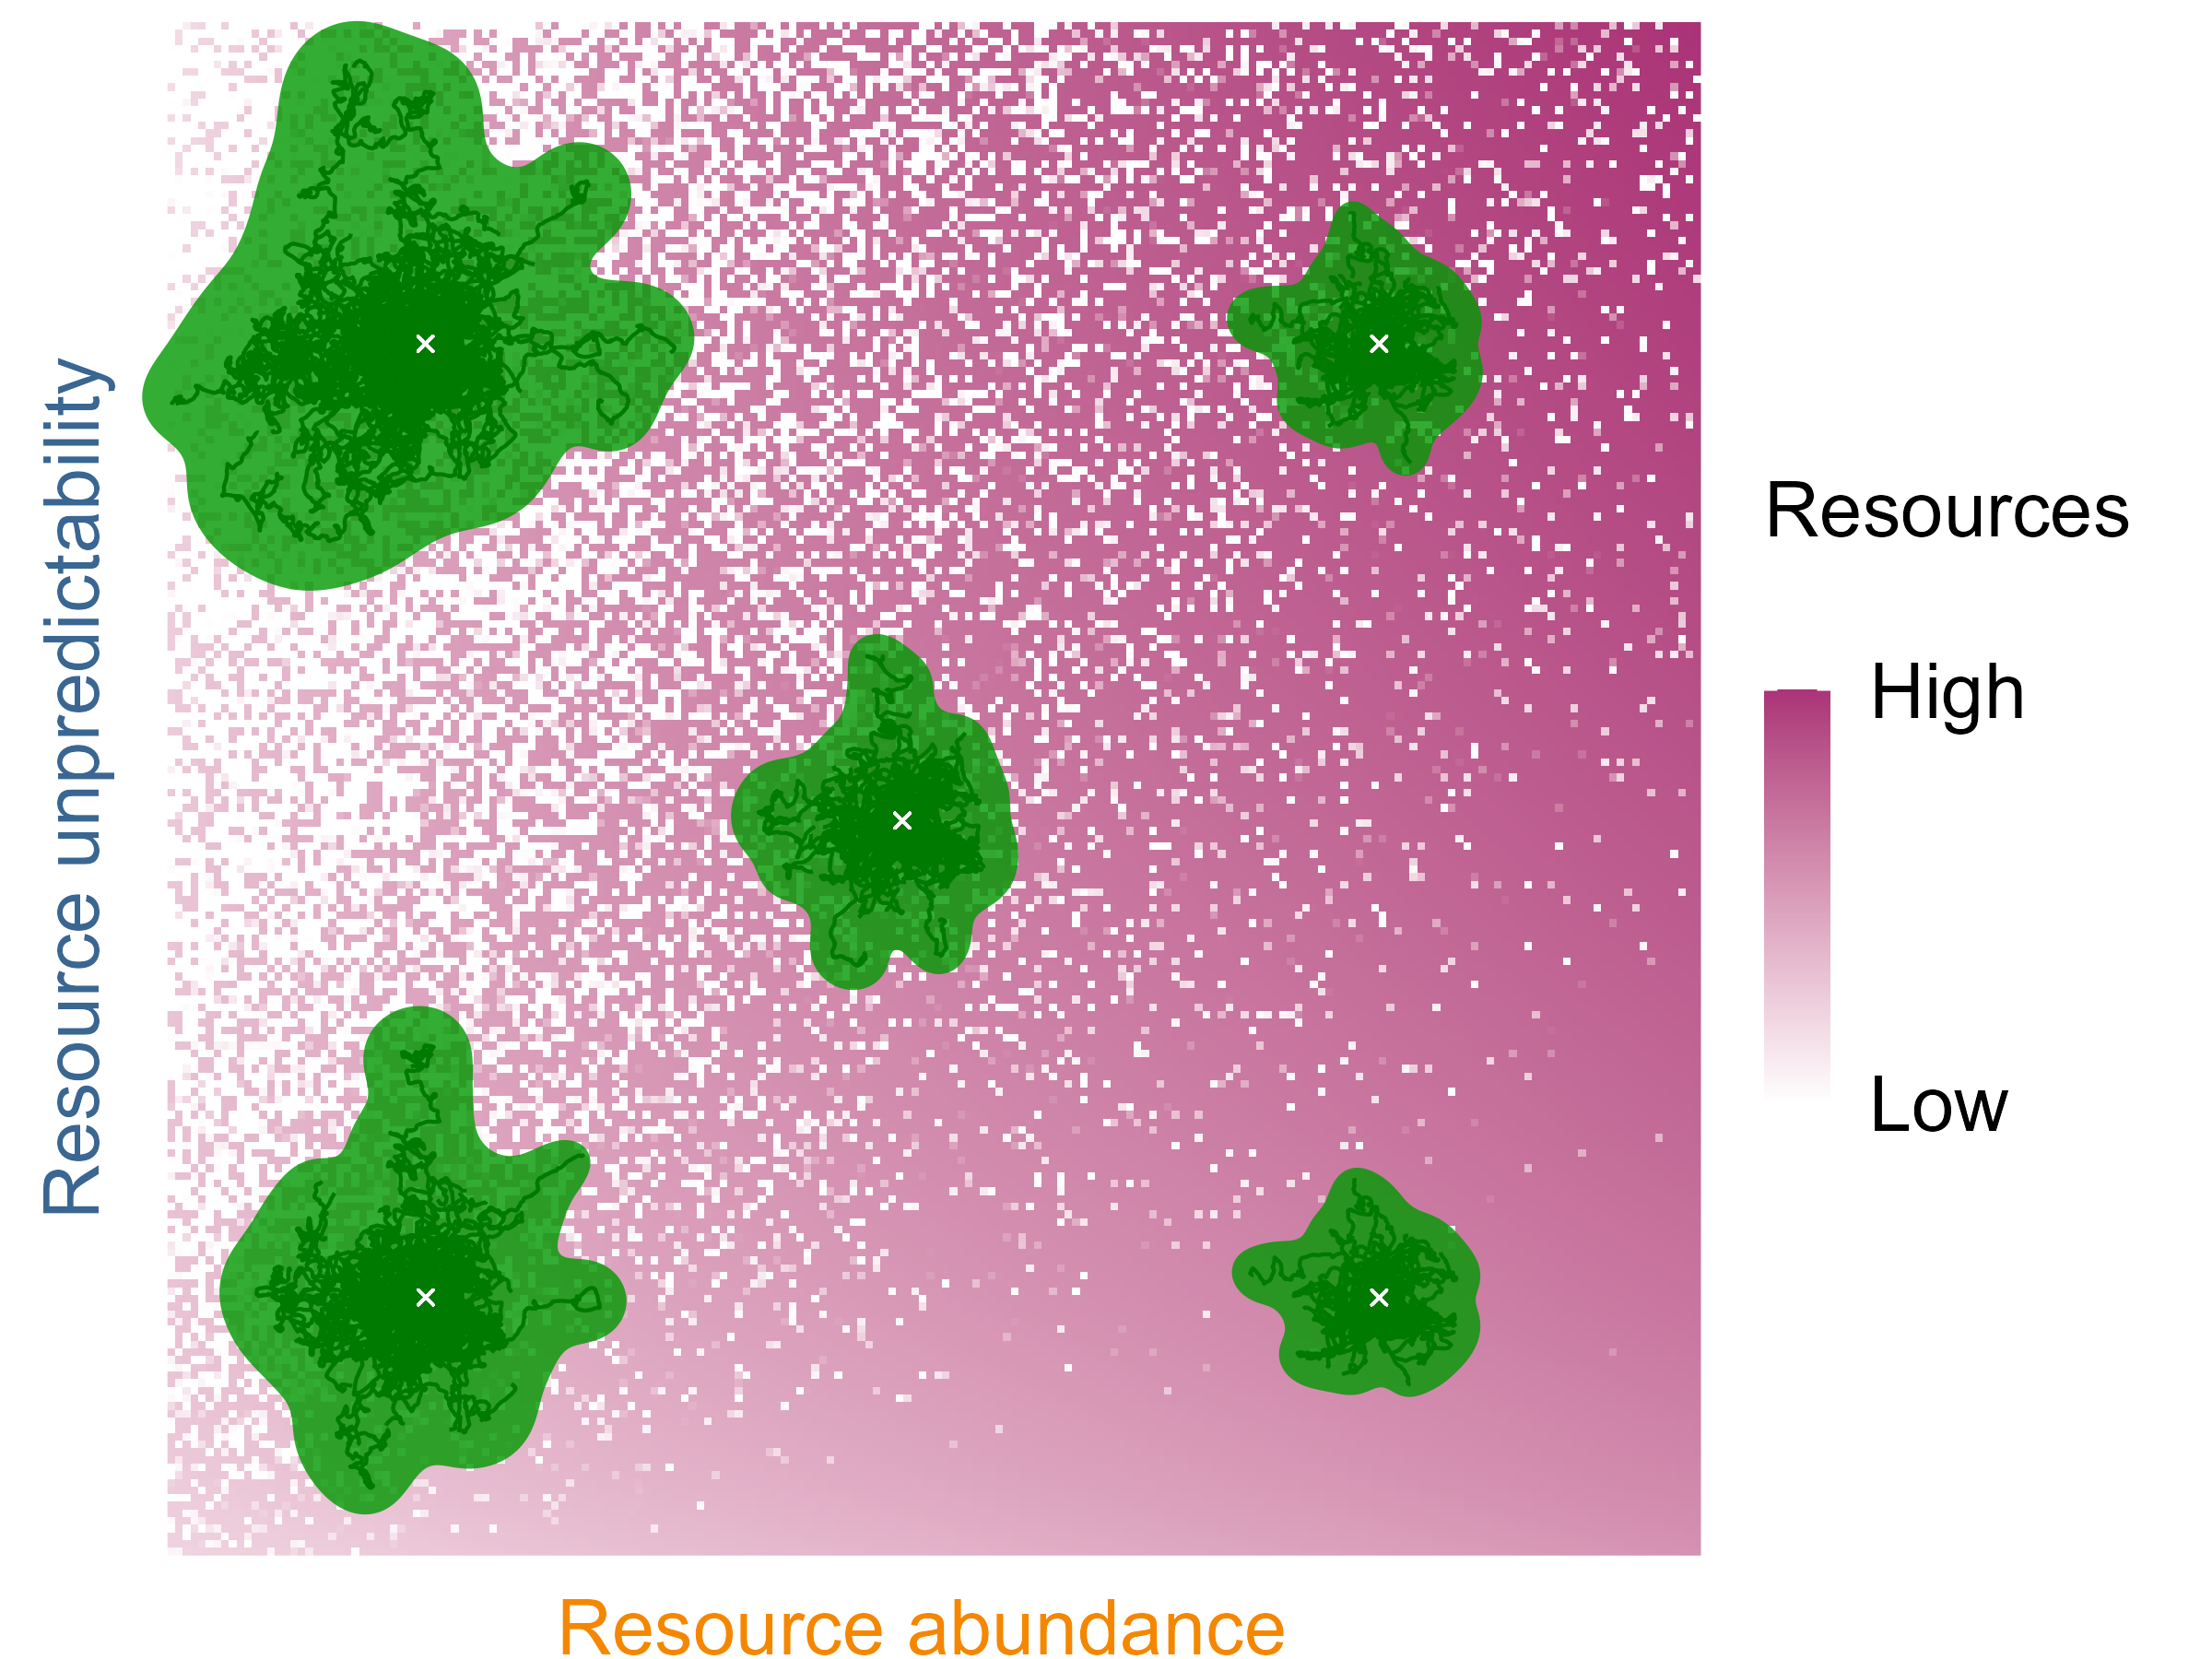 Resource unpredictability
Resources
High
Low
Resource abundance